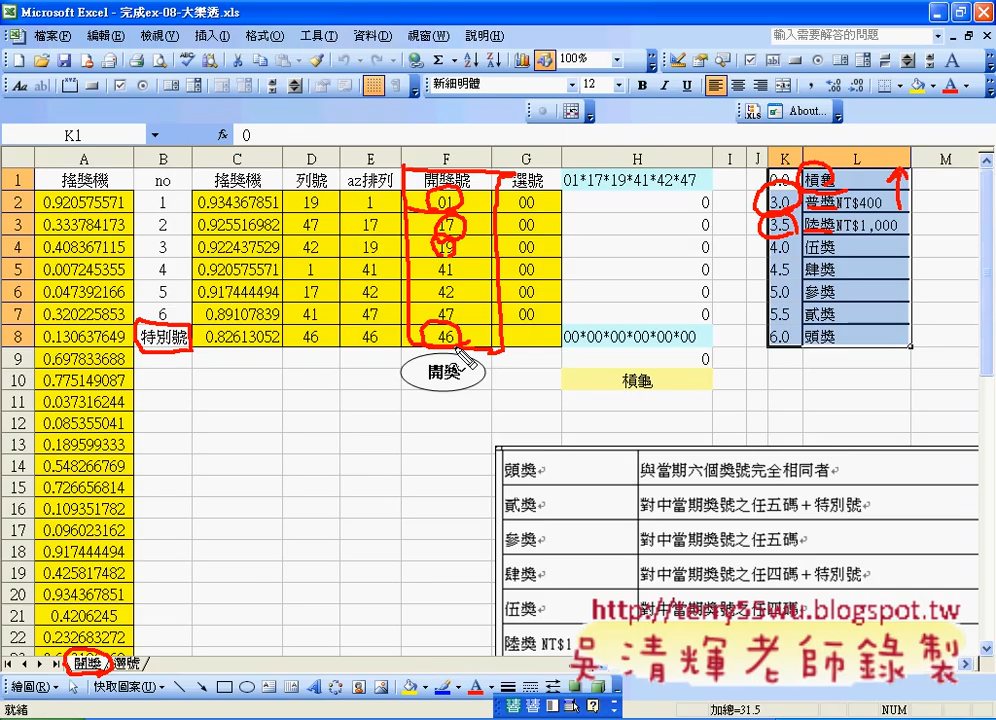 Microsoft Excel - 完成ex-08-大樂透.xls
檔案(F) 編輯(E) 檢視(V) 插入(I) 格式(O) 工具(T) 資料(D) 視窗(W) 說明(H) 輸入需要解答的問題
100%
新細明體 12 B I U
About...
K1 fx 0
A B C D E F G H I J K L M
1 搖獎機 no 搖獎機 列號 az排列 開獎號 選號 01*17*19*41*42*47 0.0 槓龜
2 0.920575571 1 0.934367851 19 1 01 00 0 3.0 普獎NT$400
3 0.333784173 2 0.925516982 47 17 17 00 0 3.5 陸獎NT$1,000
4 0.408367115 3 0.922437529 42 19 19 00 0 4.0 伍獎
5 0.007245355 4 0.920575571 1 41 41 00 0 4.5 肆獎
6 0.047392166 5 0.917444494 17 42 42 00 0 5.0 參獎
7 0.320225853 6 0.89107839 41 47 47 00 0 5.5 貳獎
8 0.130637649 特別號 0.82613052 46 46 46 00*00*00*00*00*00 6.0 頭獎
9 0.697833688 0
10 0.775149087 開獎 槓龜
11 0.037316244
12 0.085355041
13 0.189599333
14 0.548266769 頭獎 與當期六個獎號完全相同者
15 0.726656814 貳獎 對中當期獎號之任五碼＋特別號
16 0.109351782
17 0.096023162 參獎 對中當期獎號之任五碼
18 0.917444494
19 0.425817482 肆獎 對中當期獎號之任四碼＋特別號
20 0.934367851
21 0.4206245 伍獎 對中當期獎號之任四碼
22 0.232683272 陸獎 NT$1
http://terry55wu.blogspot.tw
吳清輝老師錄製
開獎 選號
繪圖(R) 快取圖案(U)
就緒 加總=31.5 NUM